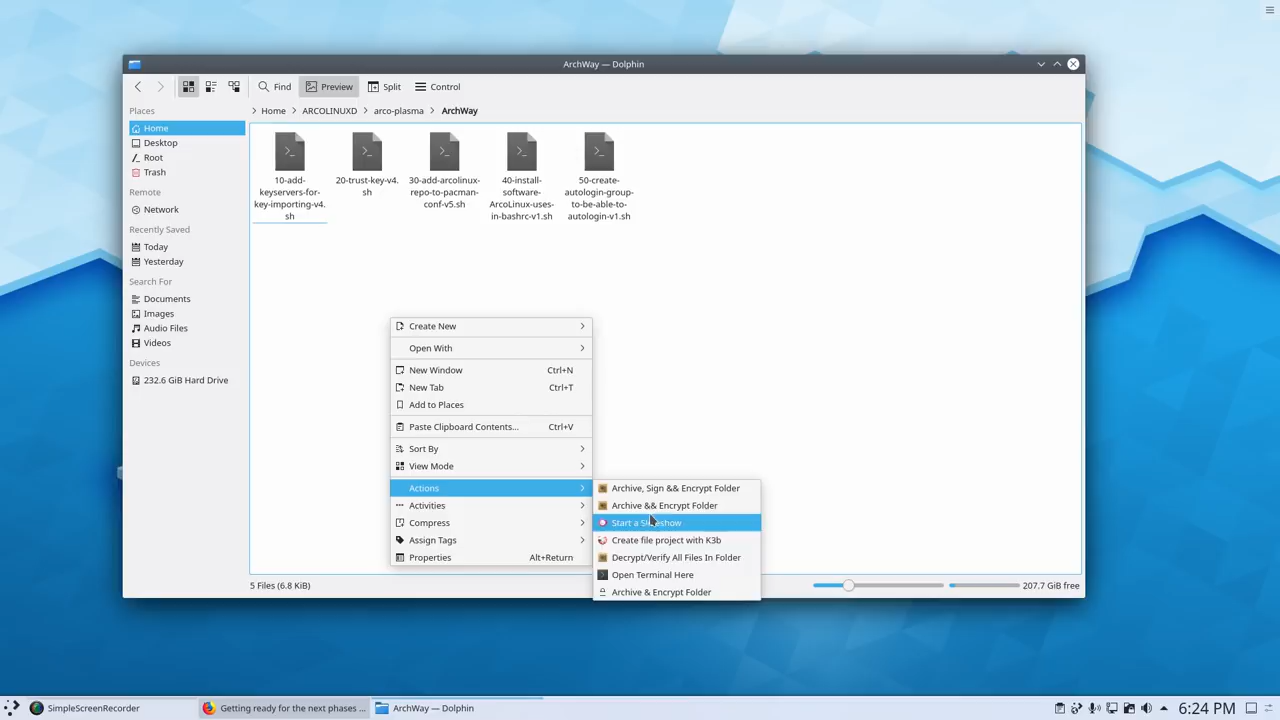 ArchWay — Dolphin
Find
Preview
Split
Control
Places
Home
Desktop
Root
Trash
Remote
Network
Recently Saved
Today
Yesterday
Search For
Documents
Images
Audio Files
Videos
Devices
232.6 GiB Hard Drive
Home
ARCOLINUXD
arco-plasma
ArchWay
10-add-
keyservers-for-
key-importing-v4.
sh
20-trust-key-v4.
sh
30-add-arcolinux-
repo-to-pacman-
conf-v5.sh
40-install-
software-
ArcoLinux-uses-
in-bashrc-v1.sh
50-create-
autologin-group-
to-be-able-to-
autologin-v1.sh
Create New
Open With
New Window Ctrl+N
New Tab Ctrl+T
Add to Places
Paste Clipboard Contents... Ctrl+V
Sort By
View Mode
Actions
Activities
Compress
Assign Tags
Properties Alt+Return
Archive, Sign && Encrypt Folder
Archive && Encrypt Folder
Start a Slideshow
Create file project with K3b
Decrypt/Verify All Files In Folder
Open Terminal Here
Archive & Encrypt Folder
5 Files (6.8 KiB)
207.7 GiB free
SimpleScreenRecorder
Getting ready for the next phases ...
ArchWay — Dolphin
6:24 PM